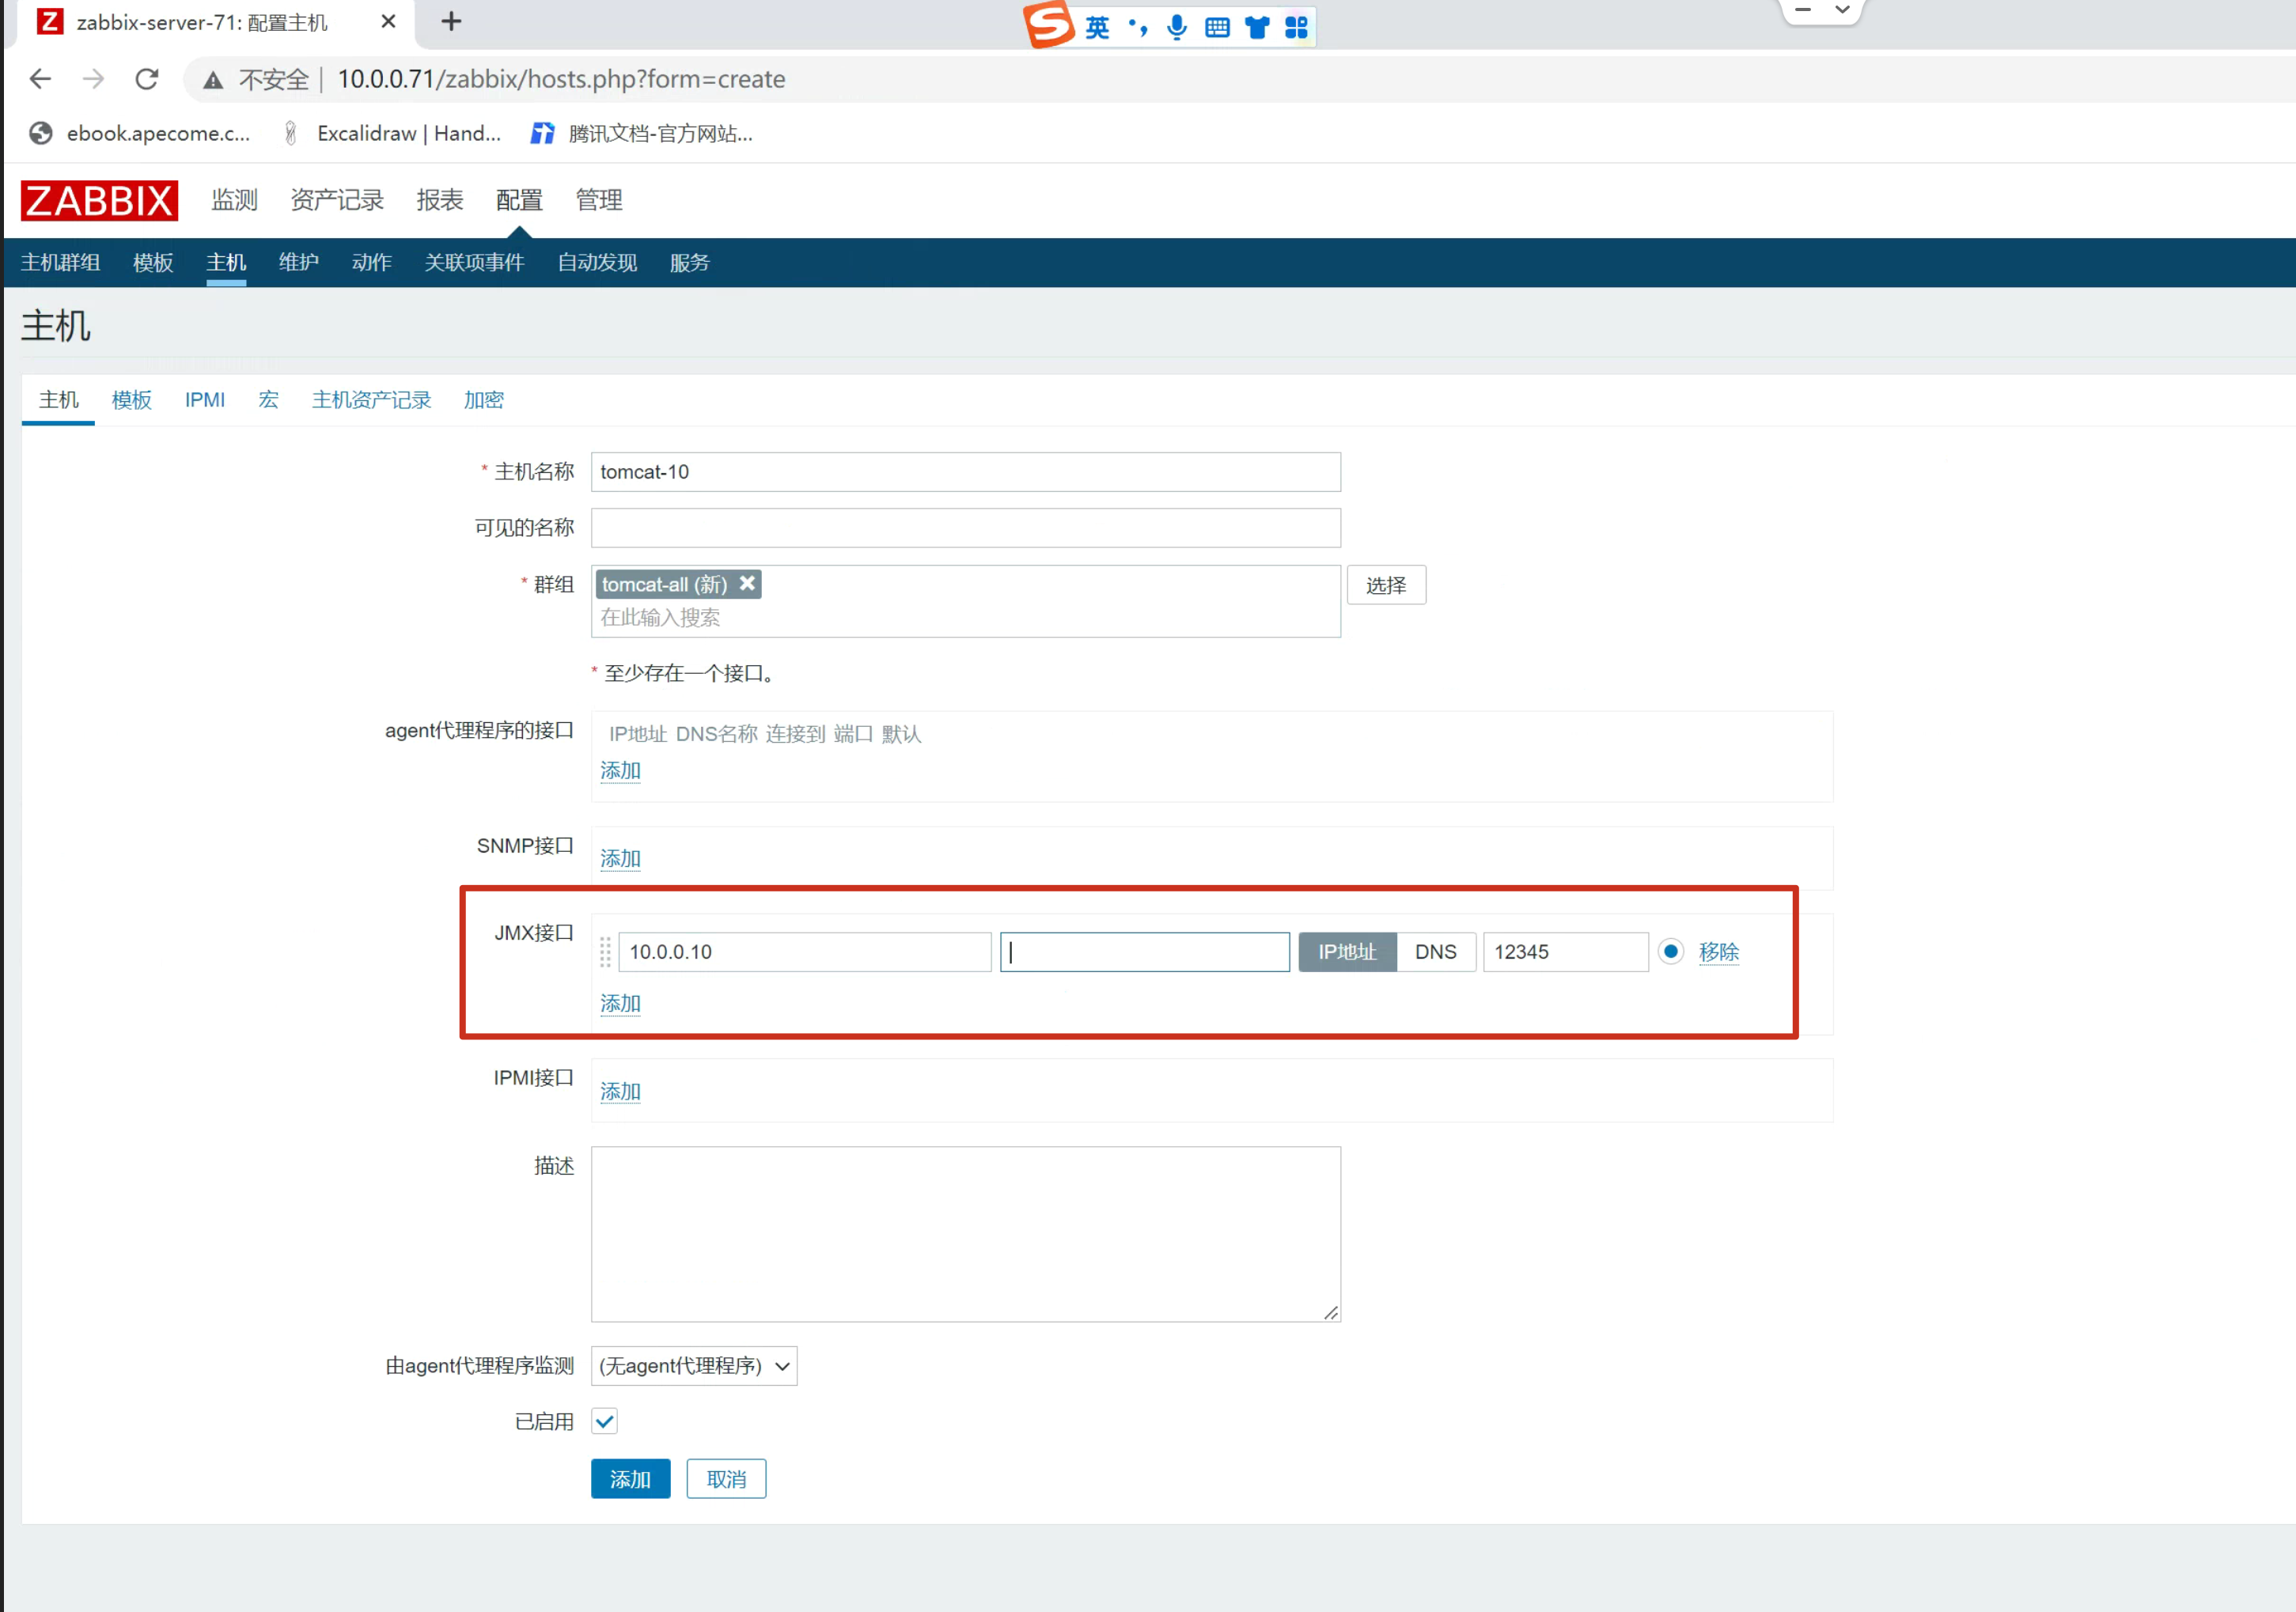 zabbix-server-71: 配置主机
英
不安全 | 10.0.0.71/zabbix/hosts.php?form=create
ebook.apecome.c... Excalidraw | Hand... 腾讯文档-官方网站...
ZABBIX 监测 资产记录 报表 配置 管理
主机群组 模板 主机 维护 动作 关联项事件 自动发现 服务
主机
主机 模板 IPMI 宏 主机资产记录 加密
* 主机名称 tomcat-10
可见的名称
* 群组 tomcat-all (新) 选择
在此输入搜索
* 至少存在一个接口。
agent代理程序的接口 IP地址 DNS名称 连接到 端口 默认
添加
SNMP接口 添加
JMX接口 10.0.0.10 IP地址 DNS 12345 移除
添加
IPMI接口 添加
描述
由agent代理程序监测 (无agent代理程序)
已启用
添加 取消